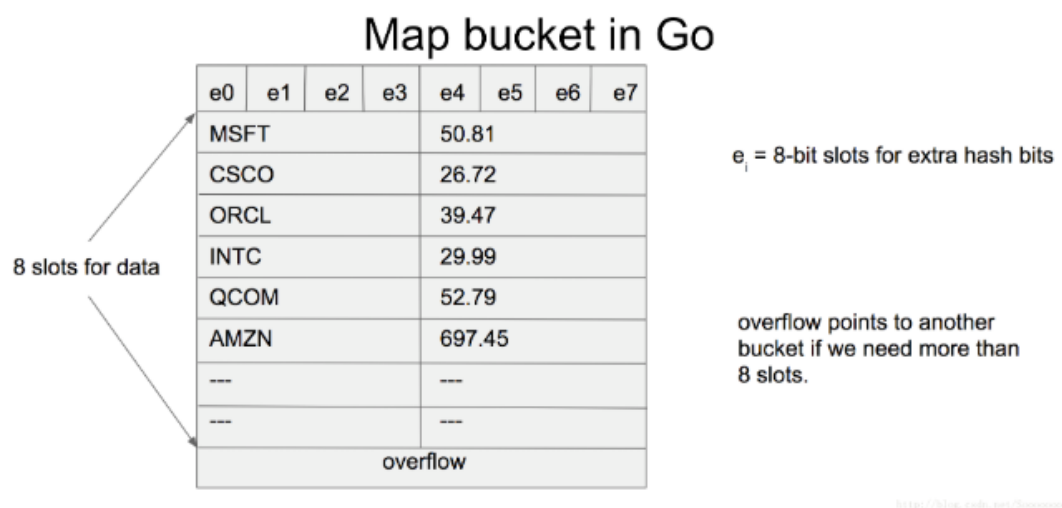 Map bucket in Go
e0 e1 e2 e3 e4 e5 e6 e7
MSFT 50.81
CSCO 26.72
ORCL 39.47
INTC 29.99
QCOM 52.79
AMZN 697.45
--- ---
--- ---
overflow
8 slots for data
ei = 8-bit slots for extra hash bits
overflow points to another
bucket if we need more than
8 slots.